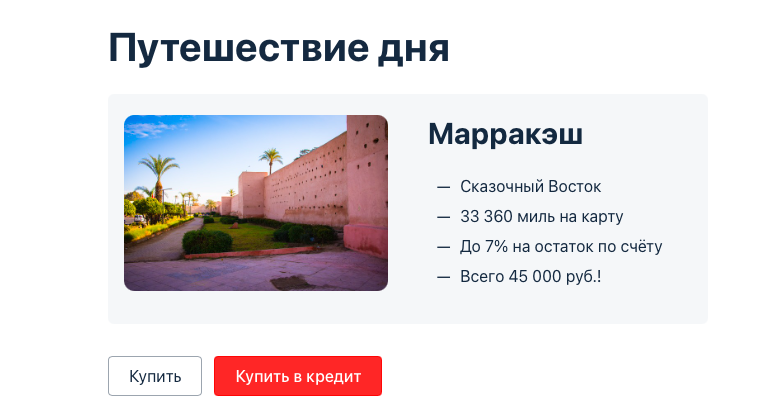 Путешествие дня
Марракэш
— Сказочный Восток
— 33 360 миль на карту
— До 7% на остаток по счёту
— Всего 45 000 руб.!
Купить
Купить в кредит